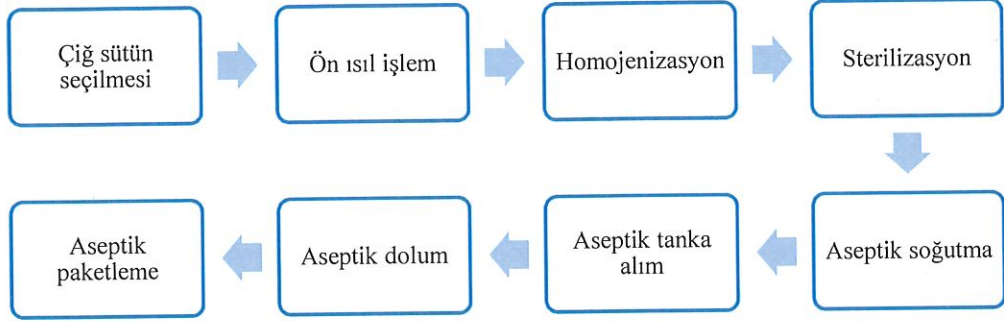 Çiğ sütün
seçilmesi
Ön ısıl işlem
Homojenizasyon
Sterilizasyon
Aseptik soğutma
Aseptik tanka
alım
Aseptik dolum
Aseptik
paketleme